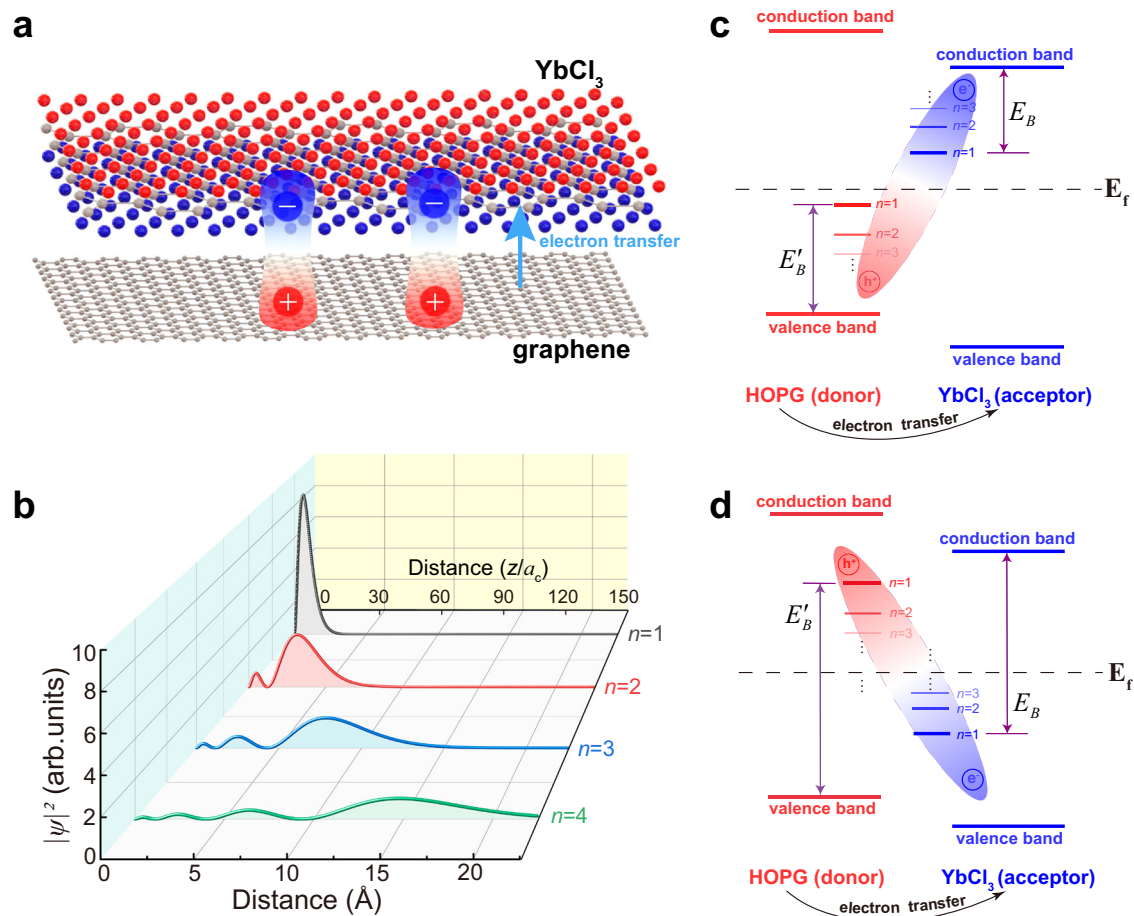 a
YbCl3
− −
electron transfer
+ +
graphene
b
Distance (z/ac)
0 30 60 90 120 150
n=1
n=2
n=3
n=4
10
8
6
4
2
0
|ψ|² (arb.units)
0 5 10 15 20
Distance (Å)
c
conduction band
conduction band
e-
n=3
n=2
n=1
EB
Ef
n=1
n=2
n=3
E′B
h+
valence band
valence band
HOPG (donor) YbCl3 (acceptor)
electron transfer
d
conduction band
conduction band
h+
n=1
n=2
n=3
E′B
Ef
n=3
n=2
n=1
EB
e-
valence band
valence band
HOPG (donor) YbCl3 (acceptor)
electron transfer